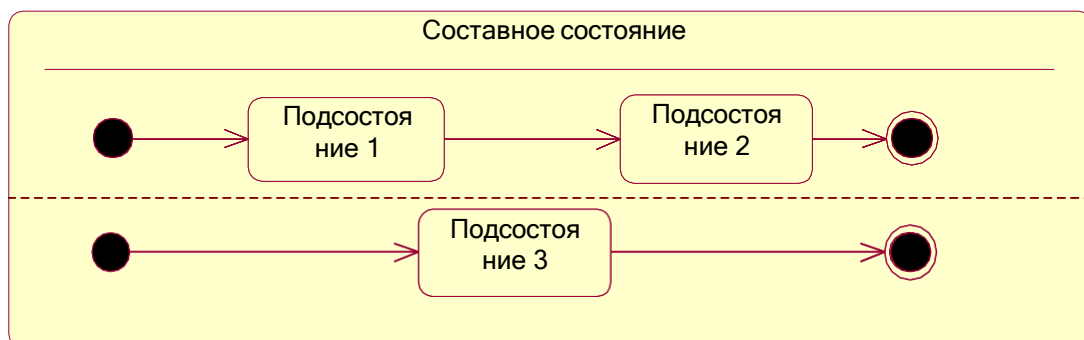 Составное состояние
Подсостоя
ние 1
Подсостоя
ние 2
Подсостоя
ние 3